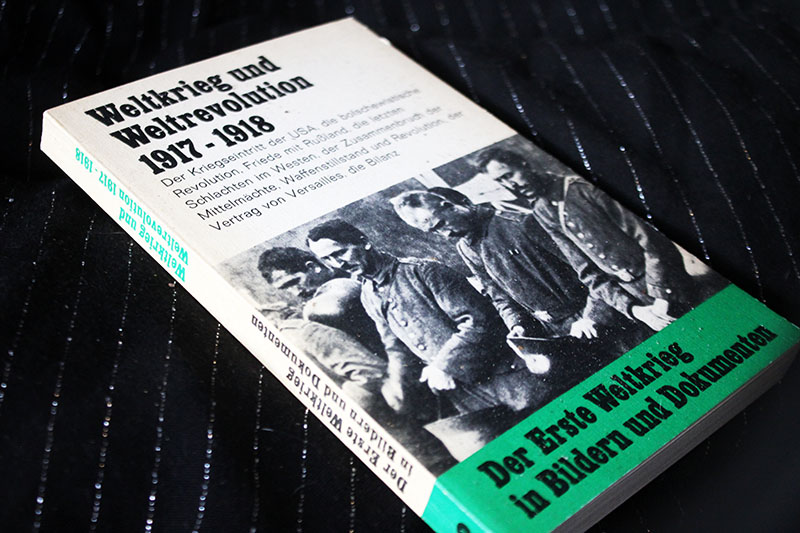 Weltkrieg und
Weltrevolution
1917-1918
Der Kriegseintritt der USA, die bolschewistische
Revolution, Friede mit Rußland, die letzten
Schlachten im Westen, der Zusammenbruch der
Mittelmächte, Waffenstillstand und Revolution, der
Vertrag von Versailles, die Bilanz
Der Erste Weltkrieg
in Bildern und Dokumenten
Weltkrieg und
Weltrevolution 1917-1918
Der Erste Weltkrieg
in Bildern und Dokumenten